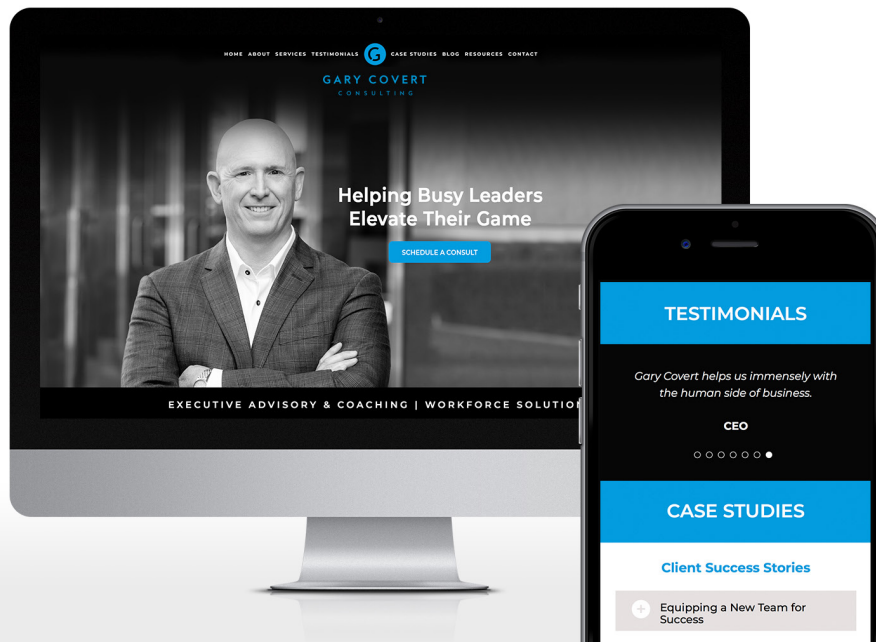 HOME ABOUT SERVICES TESTIMONIALS G CASE STUDIES BLOG RESOURCES CONTACT
GARY COVERT
CONSULTING
Helping Busy Leaders
Elevate Their Game
SCHEDULE A CONSULT
EXECUTIVE ADVISORY & COACHING | WORKFORCE SOLUTION
TESTIMONIALS
Gary Covert helps us immensely with
the human side of business.
CEO
CASE STUDIES
Client Success Stories
Equipping a New Team for
Success